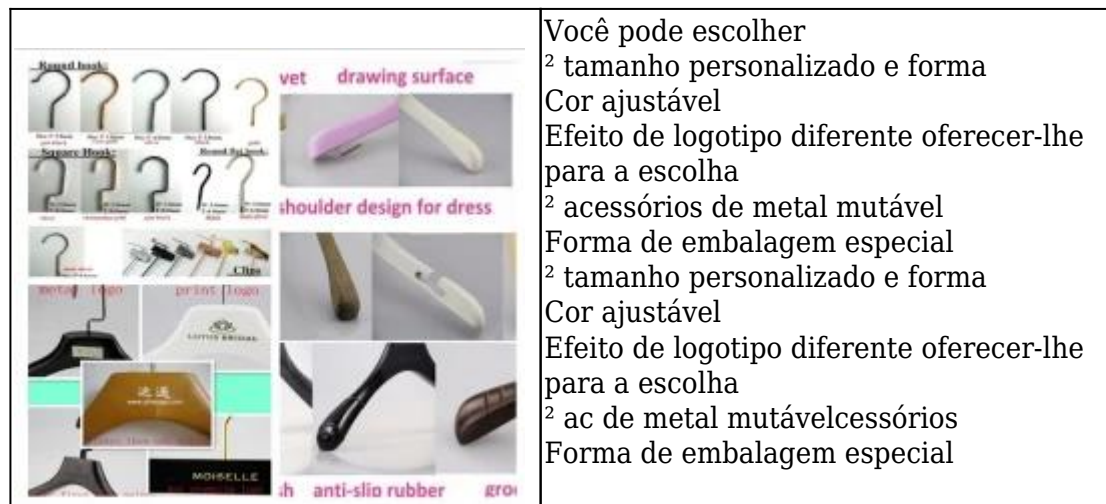 Round hook:
Square Hook:
Round flat hook:
Clips
metal logo
print logo
LOTUS BRIDAL
MOISELLE
vet drawing surface
shoulder design for dress
sh anti-slip rubber
Você pode escolher
² tamanho personalizado e forma
Cor ajustável
Efeito de logotipo diferente oferecer-lhe
para a escolha
² acessórios de metal mutável
Forma de embalagem especial
² tamanho personalizado e forma
Cor ajustável
Efeito de logotipo diferente oferecer-lhe
para a escolha
² ac de metal mutávelcessórios
Forma de embalagem especial